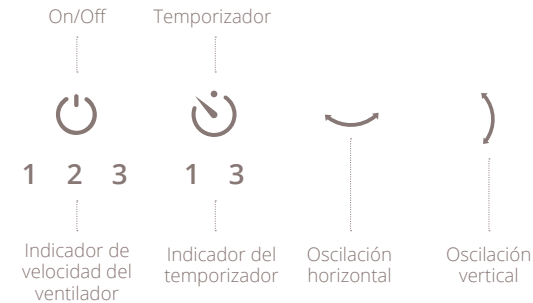 On/Off
Temporizador
1 2 3
1 3
Indicador de
velocidad del
ventilador
Indicador del
temporizador
Oscilación
horizontal
Oscilación
vertical